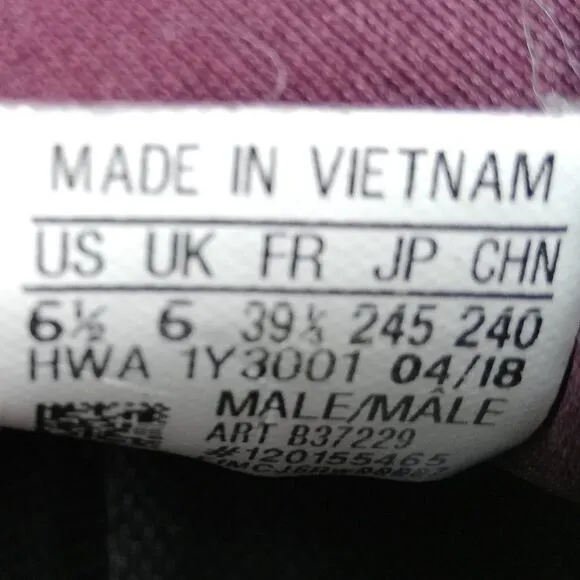 MADE IN VIETNAM
US UK FR JP CHN
6½ 6 39⅓ 245 240
HWA 1Y3001 04/18
MALE/MÂLE
ART B37229
#120155465